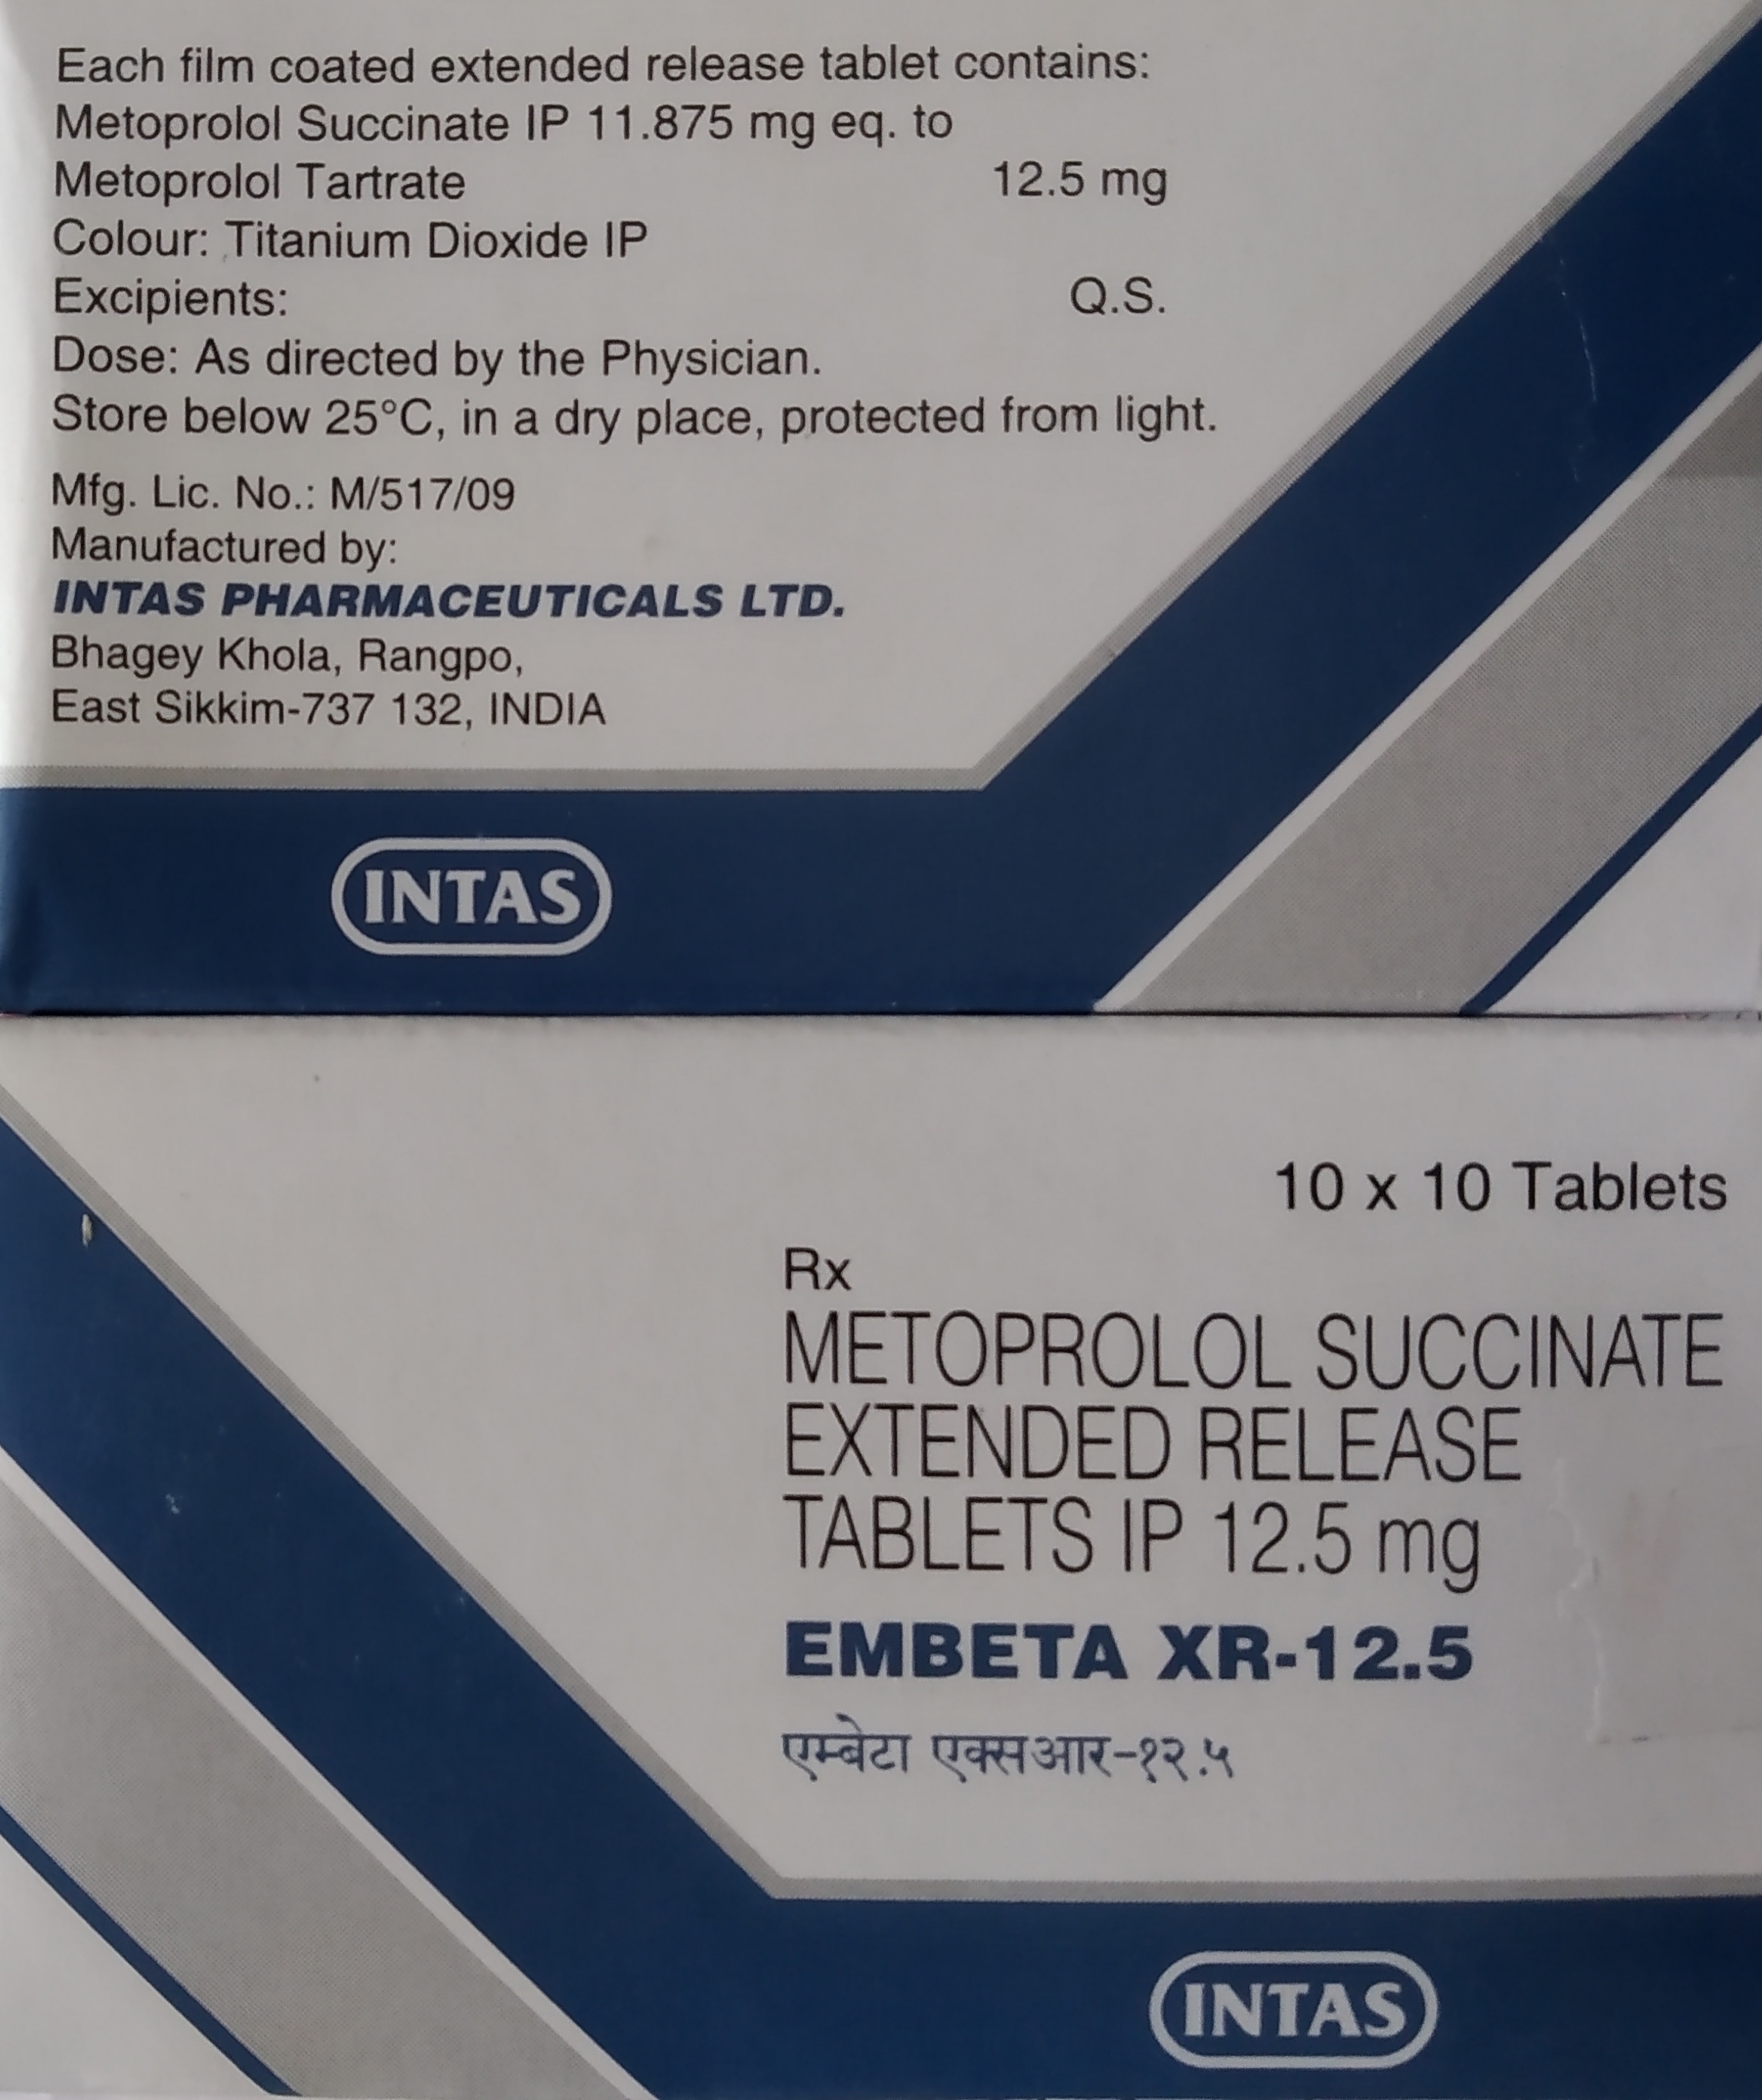 Each film coated extended release tablet contains:
Metoprolol Succinate IP 11.875 mg eq. to
Metoprolol Tartrate 12.5 mg
Colour: Titanium Dioxide IP
Excipients: Q.S.
Dose: As directed by the Physician.
Store below 25°C, in a dry place, protected from light.
Mfg. Lic. No.: M/517/09
Manufactured by:
INTAS PHARMACEUTICALS LTD.
Bhagey Khola, Rangpo,
East Sikkim-737 132, INDIA
INTAS
10 x 10 Tablets
Rx
METOPROLOL SUCCINATE
EXTENDED RELEASE
TABLETS IP 12.5 mg
EMBETA XR-12.5
एम्बेटा एक्सआर-१२.५
INTAS